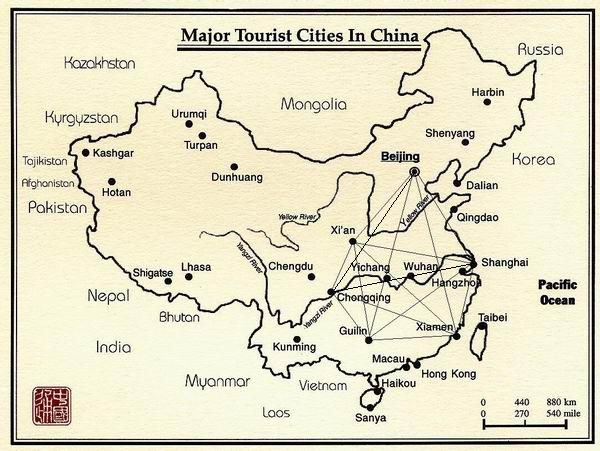 Major Tourist Cities In China
Russia
Kazakhstan
Harbin
Mongolia
Urumqi
Kyrgyzstan
Shenyang
Turpan
Beijing
Kashgar
Korea
Tajikistan
Dunhuang
Afghanistan
Hotan
Dalian
Pakistan
Yellow River
Yellow River
Qingdao
Xi'an
Yangzi River
Shanghai
Chengdu
Yichang
Wuhan
Shigatse
Lhasa
Hangzhou
Pacific
Ocean
Nepal
Chongqing
Bhutan
Yangzi River
Taibei
Guilin
Xiamen
India
Kunming
Macau
Hong Kong
Myanmar
Vietnam
Haikou
Laos
Sanya
0 440 880 km
0 270 540 mile